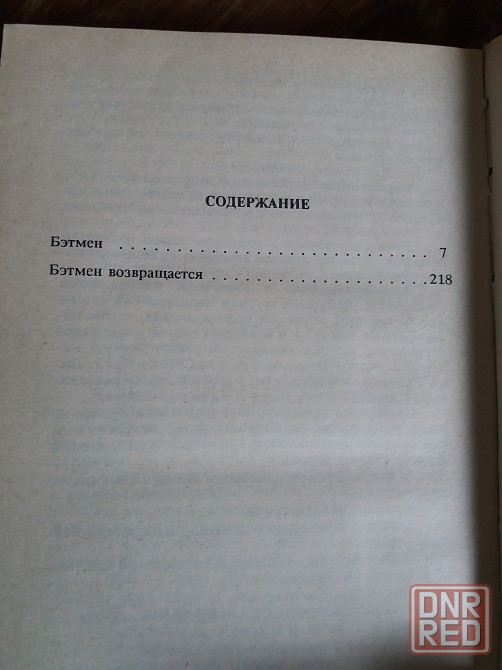 СОДЕРЖАНИЕ
Бэтмен . . . . . . . . . . . . . . . . . . . . . . . . . . . . 7
Бэтмен возвращается . . . . . . . . . . . . . . . . . . . .218
DNR
RED